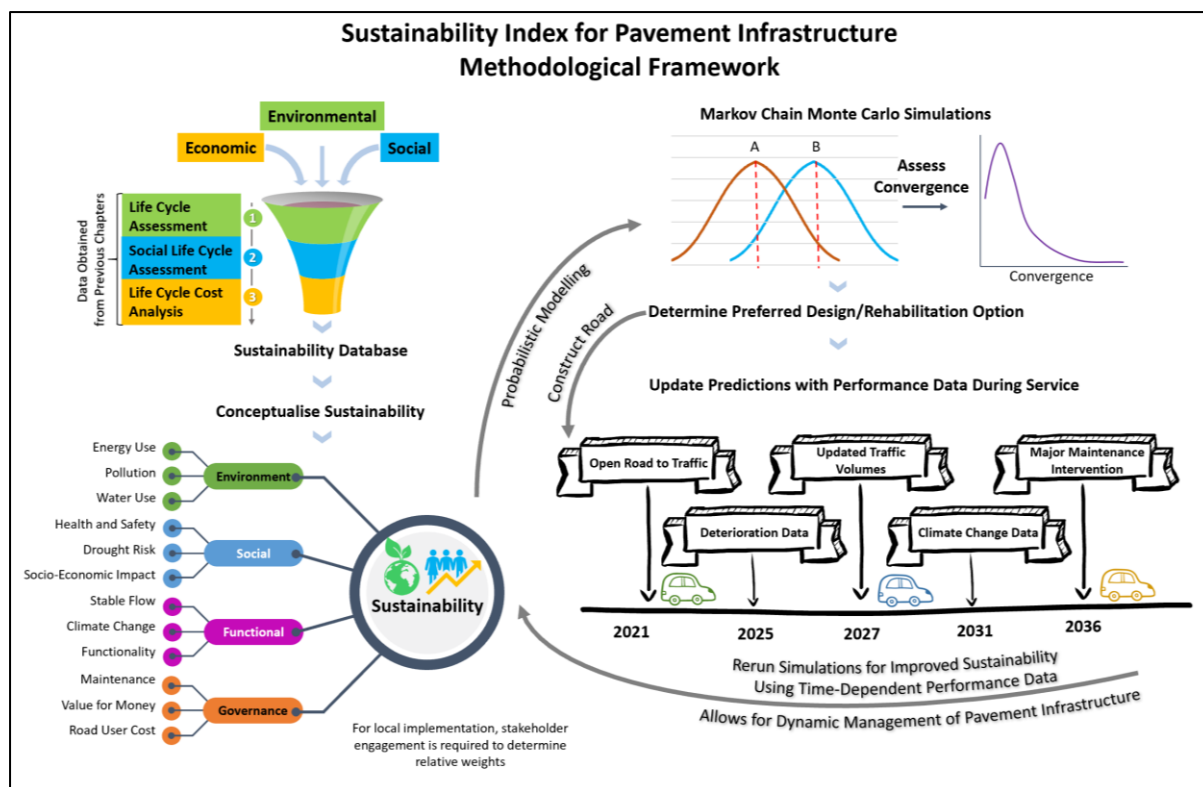 Sustainability Index for Pavement Infrastructure
Methodological Framework
Environmental
Economic
Social
Data Obtained
from Previous Chapters
Life Cycle
Assessment
1
Social Life Cycle
Assessment
2
Life Cycle Cost
Analysis
3
Sustainability Database
Conceptualise Sustainability
Energy Use
Pollution
Water Use
Environment
Health and Safety
Drought Risk
Socio-Economic Impact
Social
Stable Flow
Climate Change
Functionality
Functional
Maintenance
Value for Money
Road User Cost
Governance
Sustainability
For local implementation, stakeholder
engagement is required to determine
relative weights
Probabilistic Modelling
Markov Chain Monte Carlo Simulations
A
B
Assess
Convergence
Convergence
Determine Preferred Design/Rehabilitation Option
Construct Road
Update Predictions with Performance Data During Service
Open Road to Traffic
Updated Traffic
Volumes
Major Maintenance
Intervention
Deterioration Data
Climate Change Data
2021
2025
2027
2031
2036
Rerun Simulations for Improved Sustainability
Using Time-Dependent Performance Data
Allows for Dynamic Management of Pavement Infrastructure